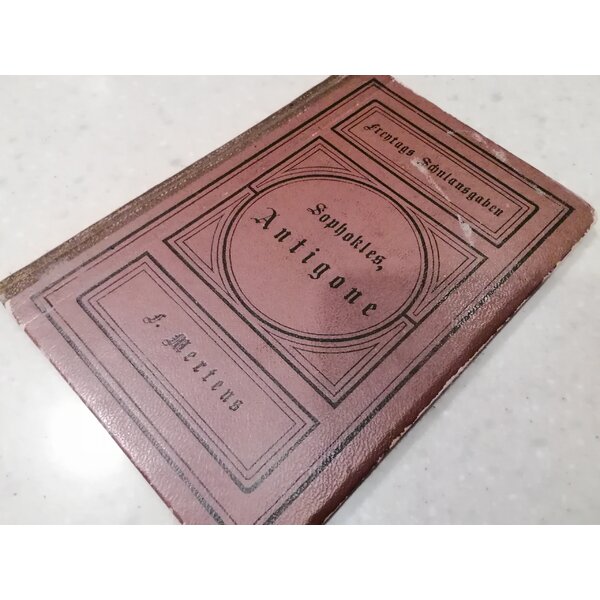 Freytags Schulausgaben
Sophokles,
Antigone
F. Mertens